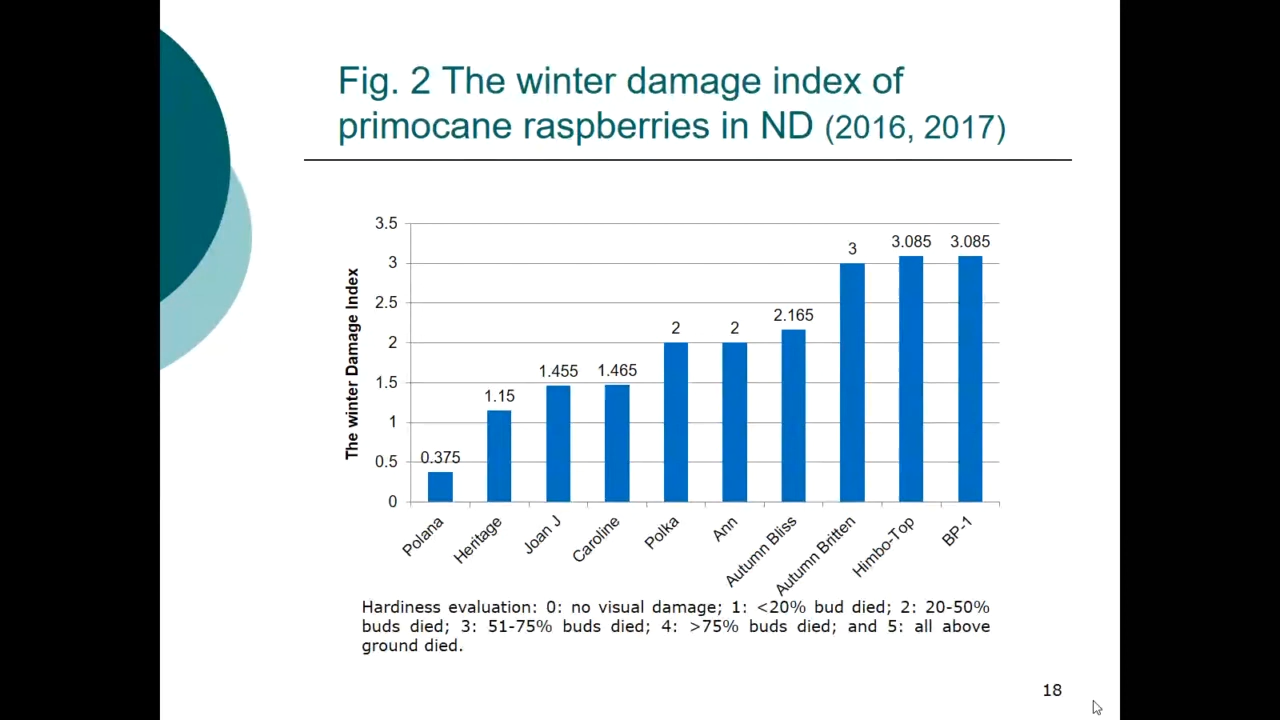 Fig. 2 The winter damage index of
primocane raspberries in ND (2016, 2017)
The winter Damage Index
3.5
3
2.5
2
1.5
1
0.5
0
0.375
1.15
1.455
1.465
2
2
2.165
3
3.085
3.085
Polana
Heritage
Joan J
Caroline
Polka
Ann
Autumn Bliss
Autumn Britten
Himbo-Top
BP-1
Hardiness evaluation: 0: no visual damage; 1: <20% bud died; 2: 20-50%
buds died; 3: 51-75% buds died; 4: >75% buds died; and 5: all above
ground died.
18